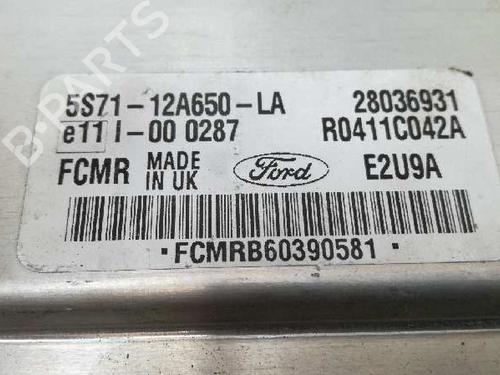 B-PARTS
5S71-12A650-LA 28036931
e11 I-00 0287 R0411C042A
FCMR MADE IN UK Ford E2U9A
·FCMRB60390581·